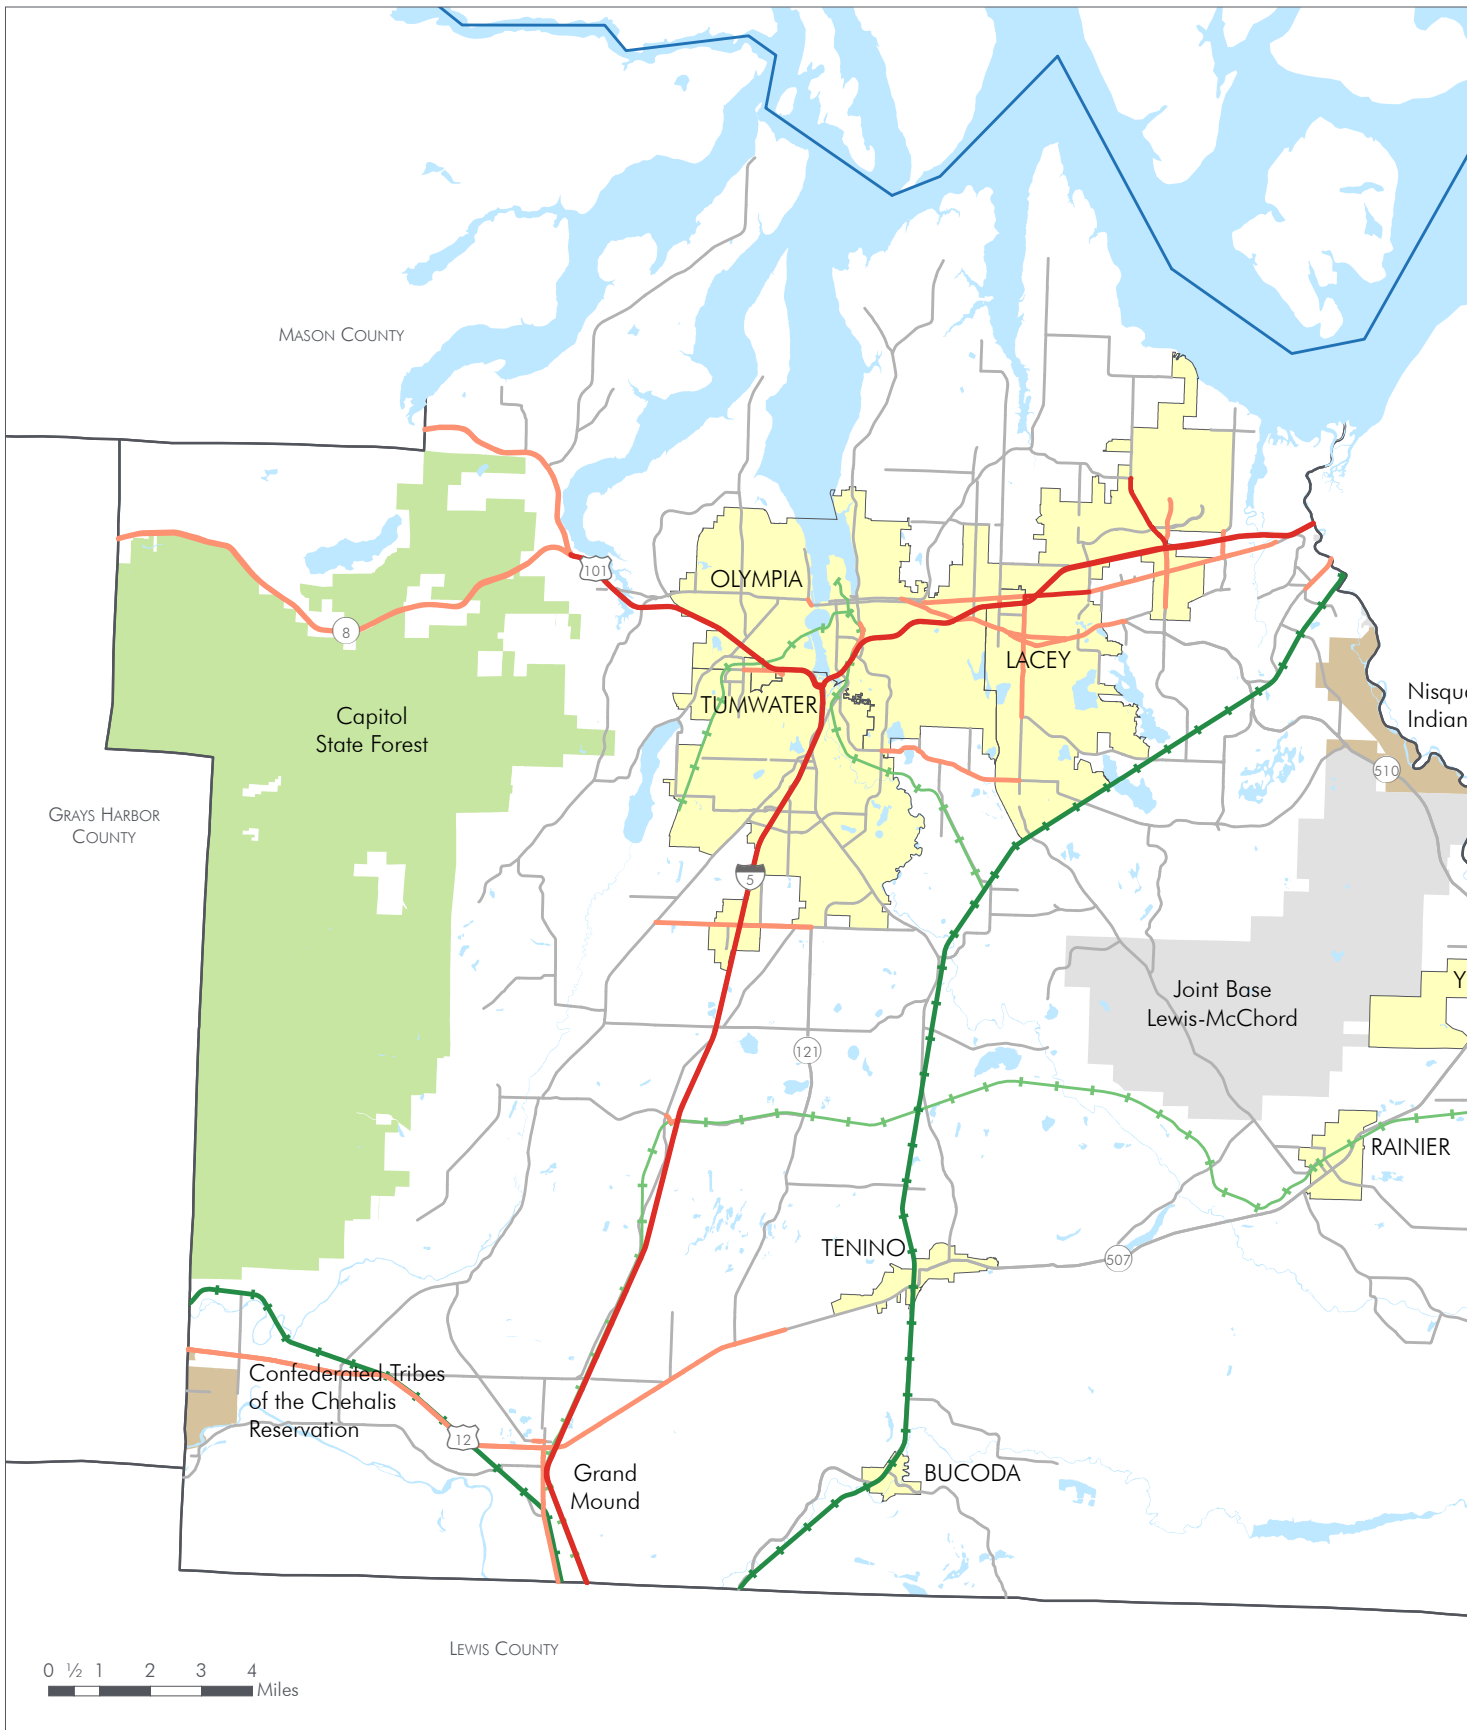 MASON COUNTY
101
OLYMPIA
8
LACEY
Nisqu
Indian
TUMWATER
Capitol
State Forest
510
GRAYS HARBOR
COUNTY
5
Y
Joint Base
Lewis-McChord
121
RAINIER
TENINO
507
Confederated Tribes
of the Chehalis
Reservation
12
Grand
Mound
BUCODA
LEWIS COUNTY
0 ½ 1 2 3 4
Miles